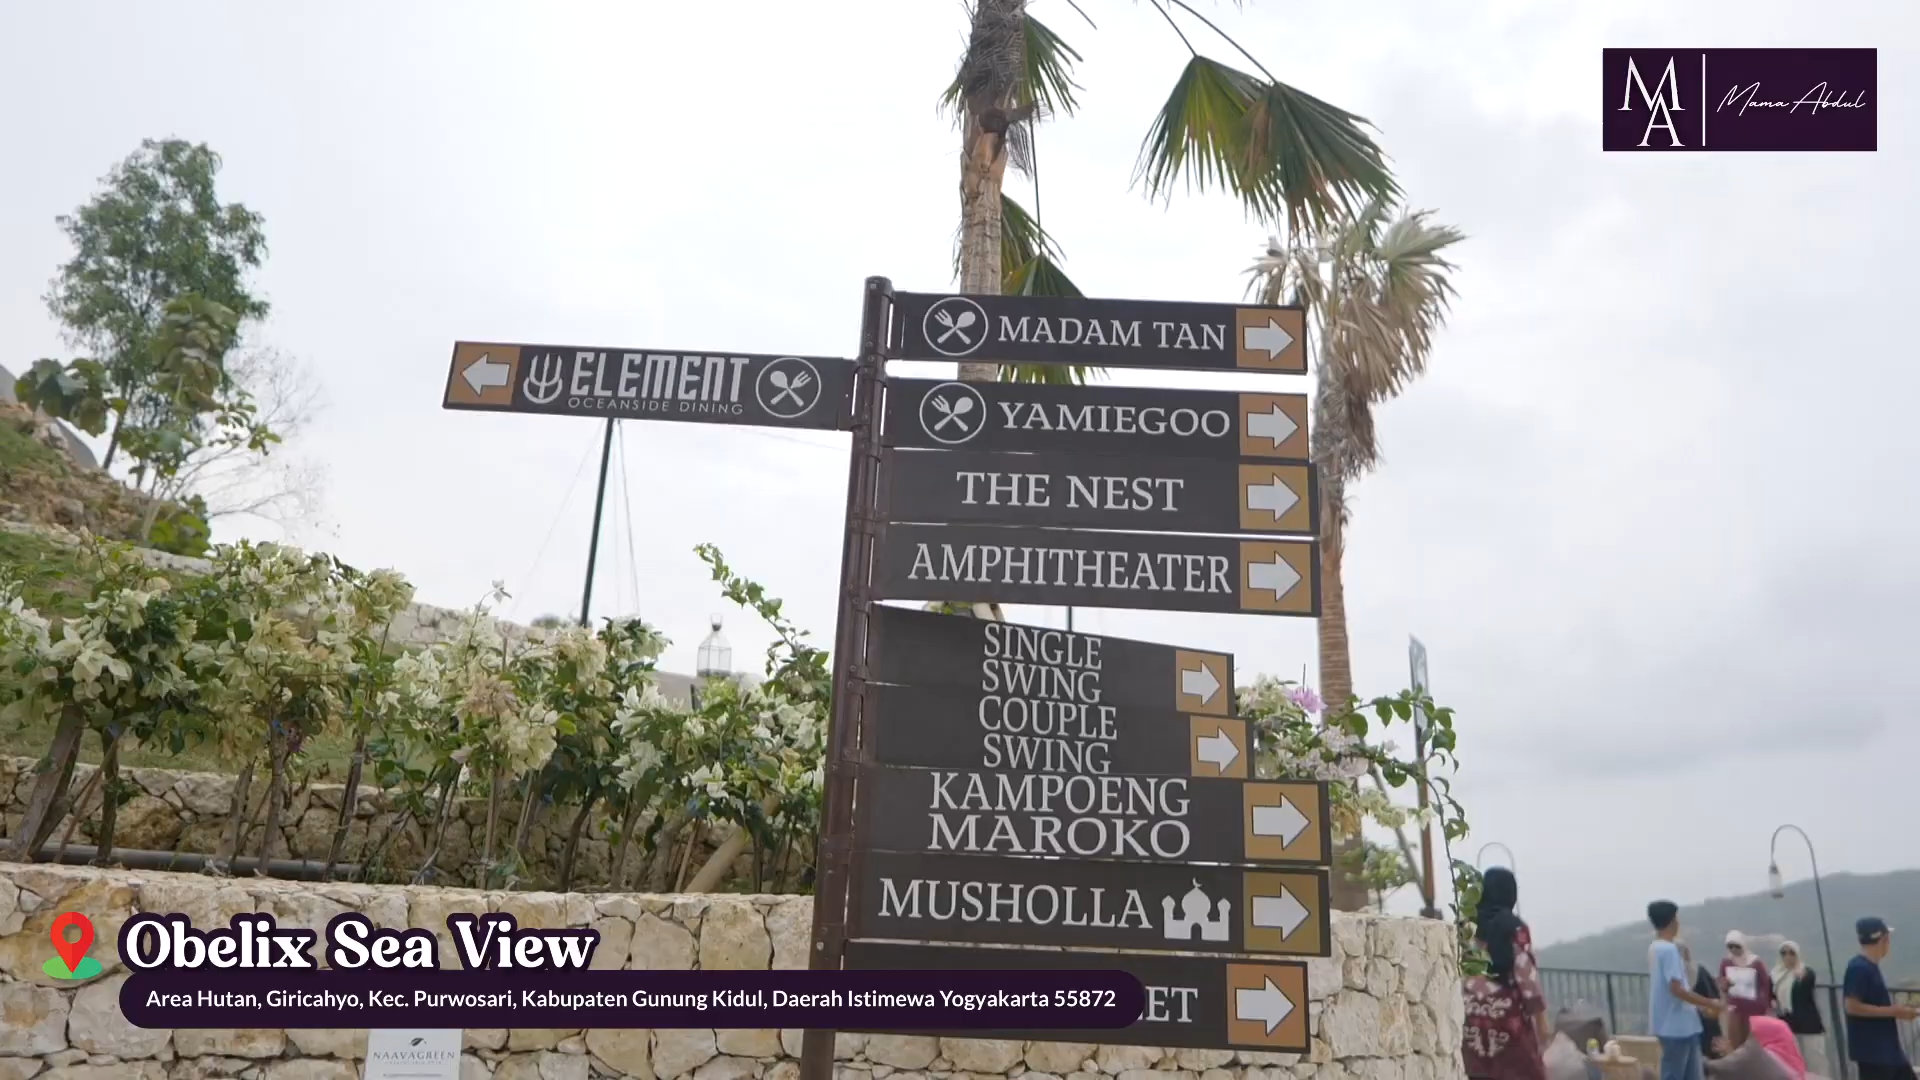 MA
Mama Abdul
MADAM TAN
ELEMENT
OCEANSIDE DINING
YAMIEGOO
THE NEST
AMPHITHEATER
SINGLE
SWING
COUPLE
SWING
KAMPOENG
MAROKO
MUSHOLLA
Obelix Sea View
Area Hutan, Giricahyo, Kec. Purwosari, Kabupaten Gunung Kidul, Daerah Istimewa Yogyakarta 55872
NAAVAGREEN